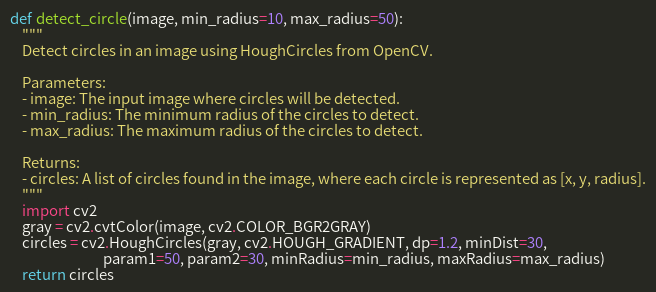 def detect_circle(image, min_radius=10, max_radius=50):
    """
    Detect circles in an image using HoughCircles from OpenCV.

    Parameters:
    - image: The input image where circles will be detected.
    - min_radius: The minimum radius of the circles to detect.
    - max_radius: The maximum radius of the circles to detect.

    Returns:
    - circles: A list of circles found in the image, where each circle is represented as [x, y, radius].
    """
    import cv2
    gray = cv2.cvtColor(image, cv2.COLOR_BGR2GRAY)
    circles = cv2.HoughCircles(gray, cv2.HOUGH_GRADIENT, dp=1.2, minDist=30,
                               param1=50, param2=30, minRadius=min_radius, maxRadius=max_radius)
    return circles